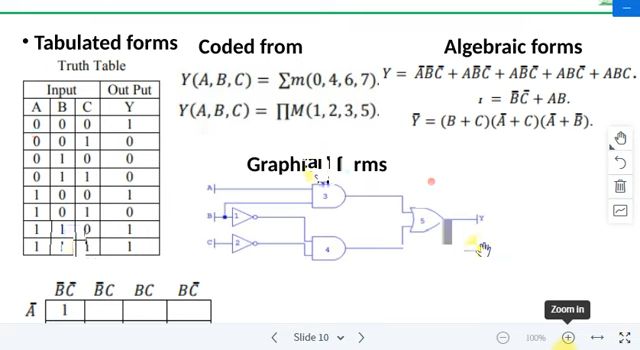 • Tabulated forms
Coded from
Algebraic forms
Truth Table
Input Out Put
A B C Y
0 0 0 1
0 0 1 0
0 1 0 0
0 1 1 0
1 0 0 1
1 0 1 0
1 1 0 1
1 1 1 1
Y(A, B, C) = ∑m(0, 4, 6, 7).
Y(A, B, C) = ∏M(1, 2, 3, 5).
Y = A̅B̅C̅ + AB̅C̅ + AB̅C̅ + ABC̅ + ABC.
= B̅C̅ + AB.
Y̅ = (B + C)(A̅ + C)(A̅ + B̅).
rms
A
B
C
1
2
3
4
5
Y
B̅C̅ B̅C BC BC̅
A̅ 1
Zoom In
Slide 10
100%